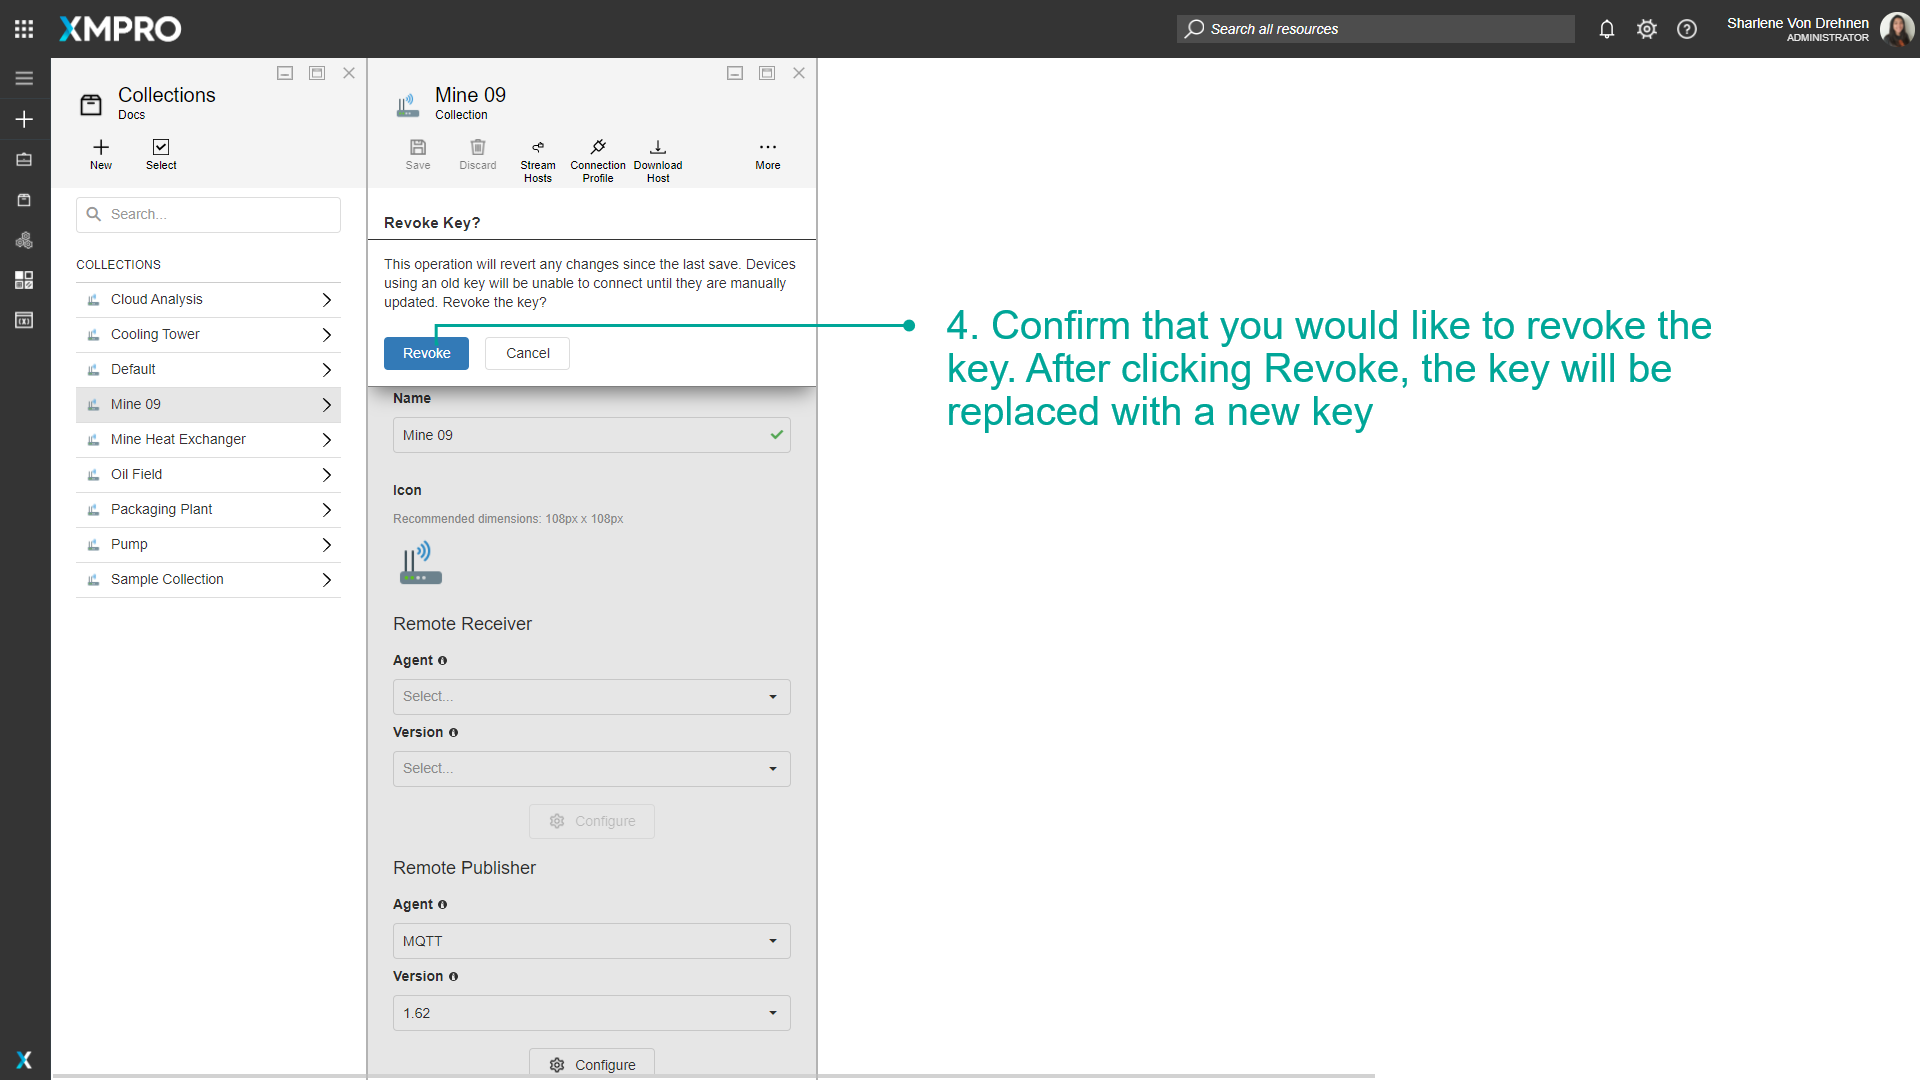 XMPRO
Search all resources
Sharlene Von Drehnen
ADMINISTRATOR
Collections
Docs
New
Select
Search...
COLLECTIONS
Cloud Analysis
Cooling Tower
Default
Mine 09
Mine Heat Exchanger
Oil Field
Packaging Plant
Pump
Sample Collection
Mine 09
Collection
Save
Discard
Stream
Hosts
Connection
Profile
Download
Host
More
Revoke Key?
This operation will revert any changes since the last save. Devices
using an old key will be unable to connect until they are manually
updated. Revoke the key?
Revoke
Cancel
Name
Mine 09
Icon
Recommended dimensions: 108px x 108px
Remote Receiver
Agent
Select...
Version
Select...
Configure
Remote Publisher
Agent
MQTT
Version
1.62
Configure
4. Confirm that you would like to revoke the
key. After clicking Revoke, the key will be
replaced with a new key